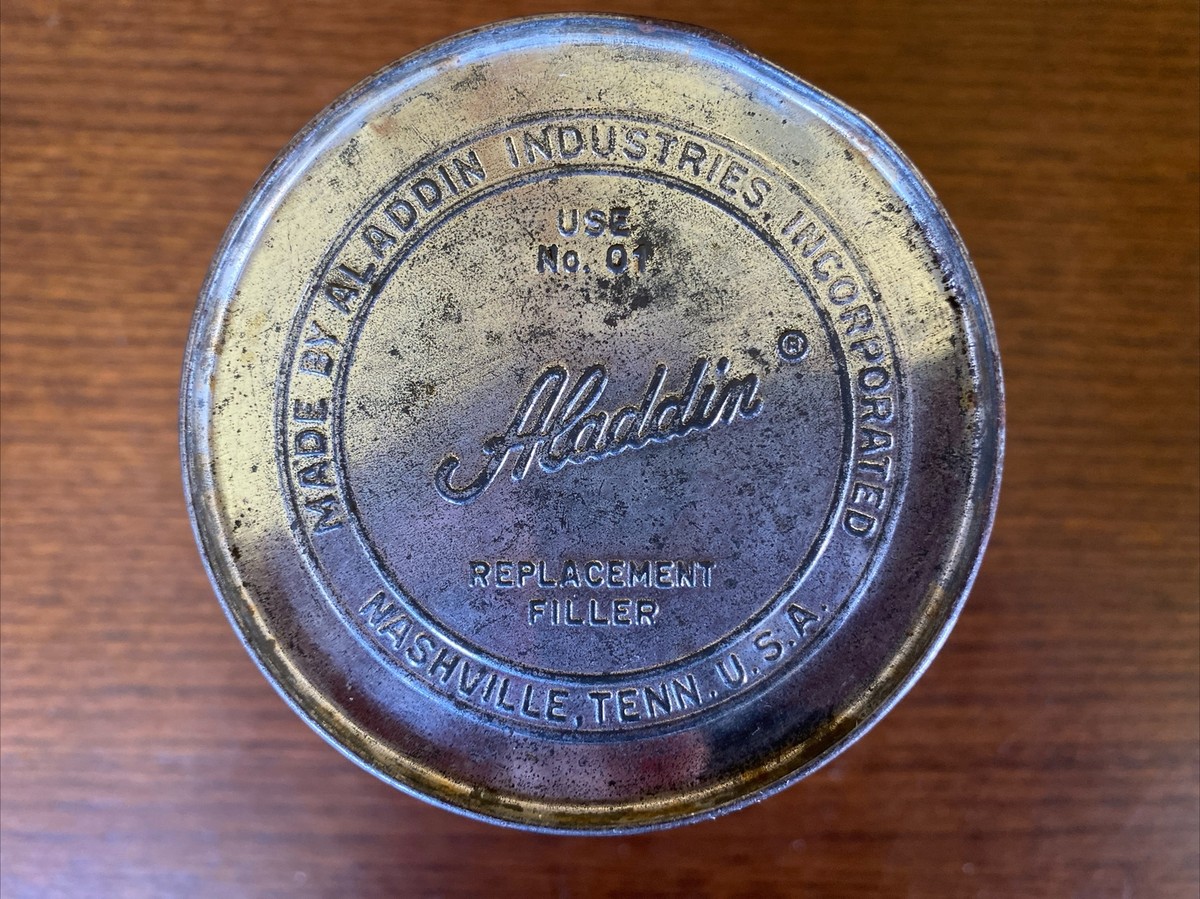 MADE BY ALADDIN INDUSTRIES, INCORPORATED
USE
No. 01
Aladdin ®
REPLACEMENT
FILLER
NASHVILLE, TENN. U.S.A.